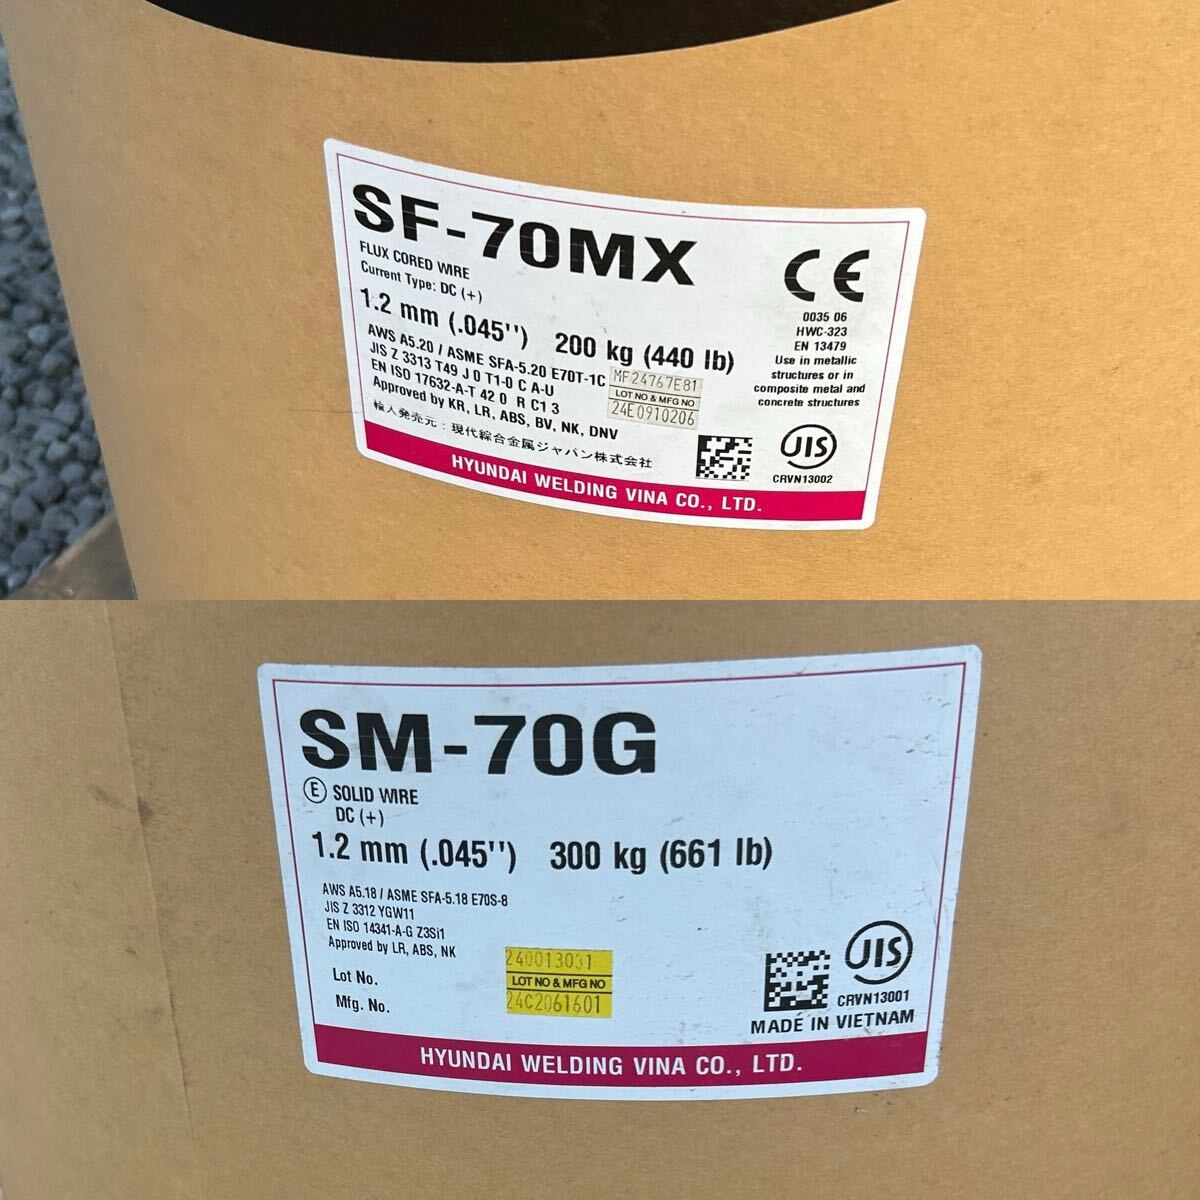 SF-70MX
FLUX CORED WIRE
Current Type: DC (+)
1.2 mm (.045'') 200 kg (440 lb)
AWS A5.20 / ASME SFA-5.20 E70T-1C
JIS Z 3313 T49 J 0 T1-0 C A-U
EN ISO 17632-A-T 42 0 R C1 3
Approved by KR, LR, ABS, BV, NK, DNV
輸入発売元：現代綜合金属ジャパン株式会社
MF24767E81
LOT NO & MFG NO
24E0910206
CE
0035 06
HWC-323
EN 13479
Use in metallic
structures or in
composite metal and
concrete structures
JIS
CRVN13002
HYUNDAI WELDING VINA CO., LTD.
SM-70G
E SOLID WIRE
DC (+)
1.2 mm (.045'') 300 kg (661 lb)
AWS A5.18 / ASME SFA-5.18 E70S-8
JIS Z 3312 YGW11
EN ISO 14341-A-G Z3Si1
Approved by LR, ABS, NK
Lot No.
Mfg. No.
240013031
LOT NO & MFG NO
24C2061601
JIS
CRVN13001
MADE IN VIETNAM
HYUNDAI WELDING VINA CO., LTD.